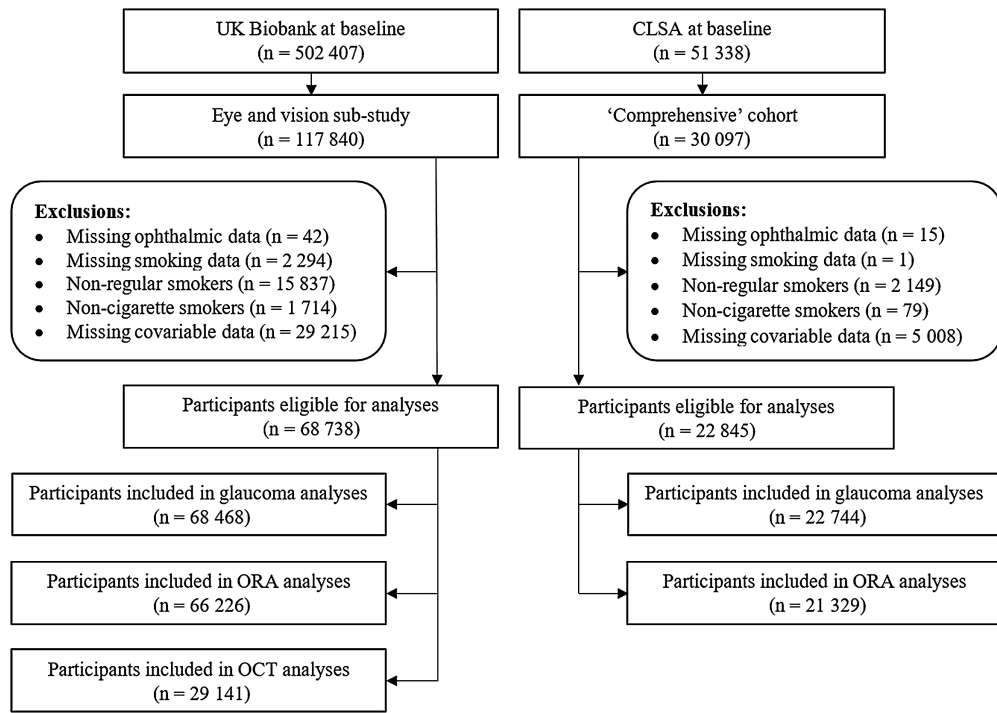 UK Biobank at baseline
(n = 502 407)
Eye and vision sub-study
(n = 117 840)
Exclusions:
• Missing ophthalmic data (n = 42)
• Missing smoking data (n = 2 294)
• Non-regular smokers (n = 15 837)
• Non-cigarette smokers (n = 1 714)
• Missing covariable data (n = 29 215)
Participants eligible for analyses
(n = 68 738)
Participants included in glaucoma analyses
(n = 68 468)
Participants included in ORA analyses
(n = 66 226)
Participants included in OCT analyses
(n = 29 141)
CLSA at baseline
(n = 51 338)
‘Comprehensive’ cohort
(n = 30 097)
Exclusions:
• Missing ophthalmic data (n = 15)
• Missing smoking data (n = 1)
• Non-regular smokers (n = 2 149)
• Non-cigarette smokers (n = 79)
• Missing covariable data (n = 5 008)
Participants eligible for analyses
(n = 22 845)
Participants included in glaucoma analyses
(n = 22 744)
Participants included in ORA analyses
(n = 21 329)